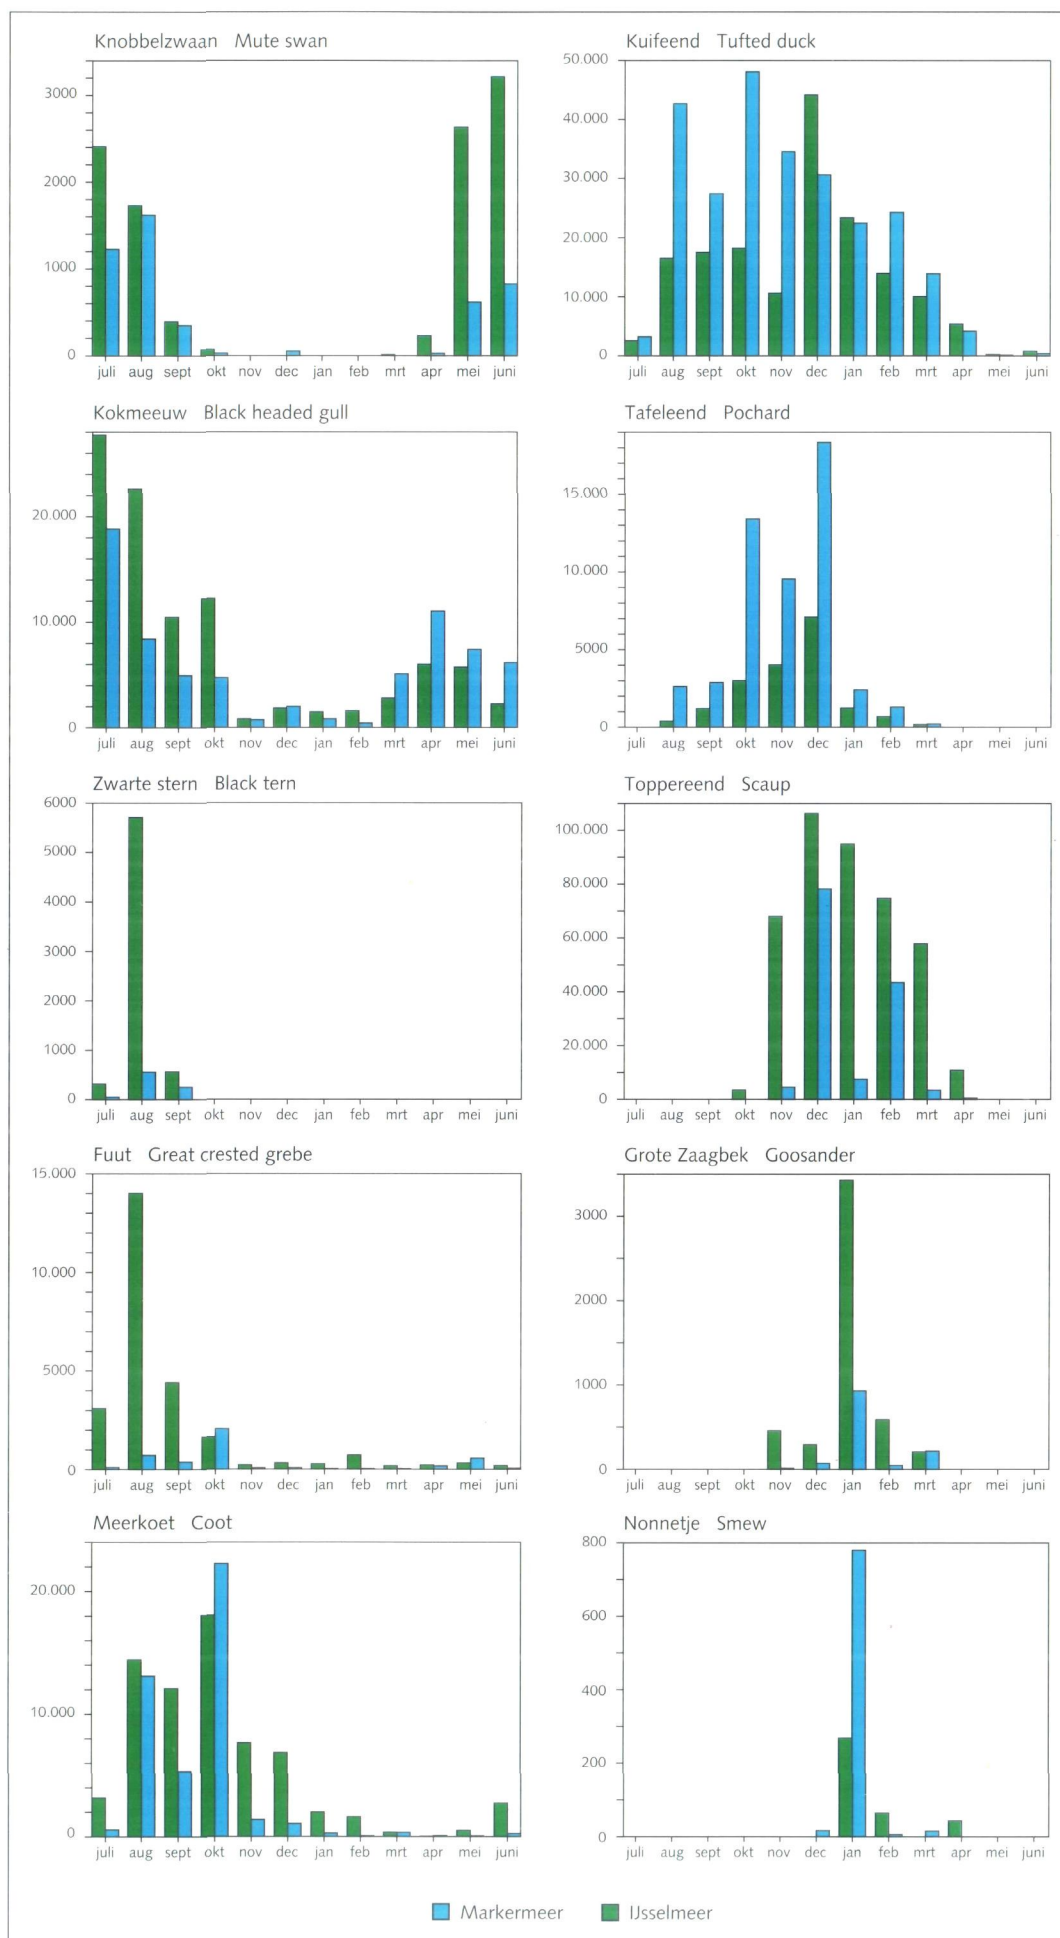 Knobbelzwaan Mute swan
3000
2000
1000
0
juli aug sept okt nov dec jan feb mrt apr mei juni
Kuifeend Tufted duck
50.000
40.000
30.000
20.000
10.000
0
juli aug sept okt nov dec jan feb mrt apr mei juni
Kokmeeuw Black headed gull
20.000
10.000
0
juli aug sept okt nov dec jan feb mrt apr mei juni
Tafeleend Pochard
15.000
10.000
5000
0
juli aug sept okt nov dec jan feb mrt apr mei juni
Zwarte stern Black tern
6000
5000
4000
3000
2000
1000
0
juli aug sept okt nov dec jan feb mrt apr mei juni
Toppereend Scaup
100.000
80.000
60.000
40.000
20.000
0
juli aug sept okt nov dec jan feb mrt apr mei juni
Fuut Great crested grebe
15.000
10.000
5000
0
juli aug sept okt nov dec jan feb mrt apr mei juni
Grote Zaagbek Goosander
3000
2000
1000
0
juli aug sept okt nov dec jan feb mrt apr mei juni
Meerkoet Coot
20.000
10.000
0
juli aug sept okt nov dec jan feb mrt apr mei juni
Nonnetje Smew
800
600
400
200
0
juli aug sept okt nov dec jan feb mrt apr mei juni
Markermeer IJsselmeer